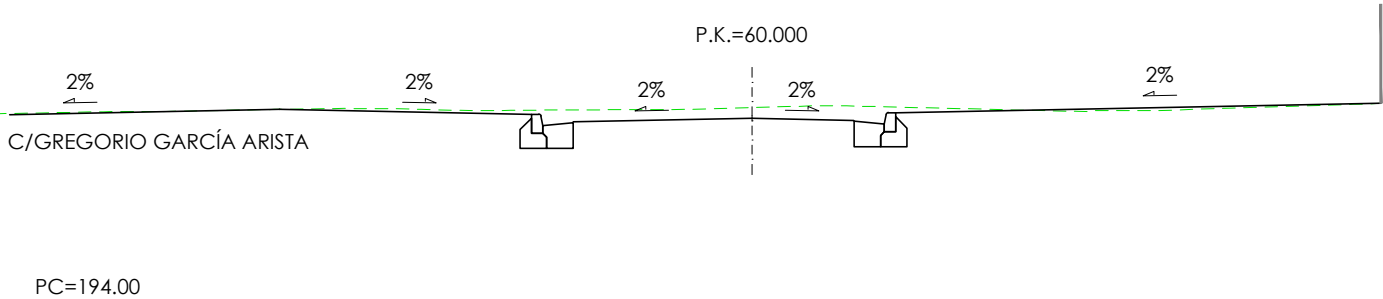 P.K.=60.000
2%
2%
2%
2%
2%
C/GREGORIO GARCÍA ARISTA
PC=194.00